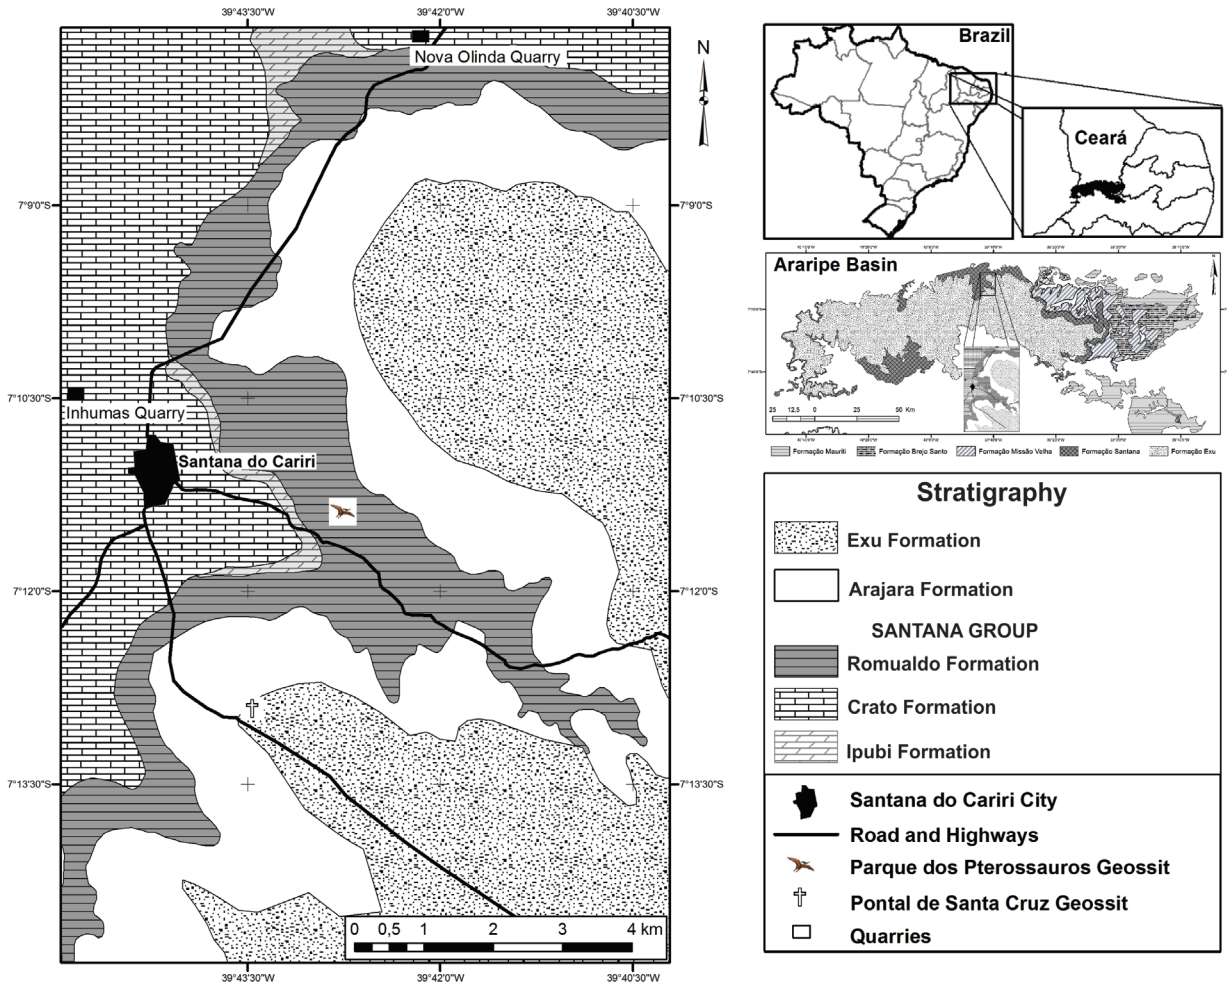 39°43'30"W
39°42'0"W
39°40'30"W
Nova Olinda Quarry
N
7°9'0"S
7°9'0"S
7°10'30"S
7°10'30"S
Inhumas Quarry
Santana do Cariri
7°12'0"S
7°12'0"S
7°13'30"S
7°13'30"S
0 0,5 1 2 3 4 km
39°43'30"W
39°42'0"W
39°40'30"W
Brazil
Ceará
Araripe Basin
25 12,5 0 25 50 Km
Formação Mauriti
Formação Brejo Santo
Formação Missão Velha
Formação Santana
Formação Exu
Stratigraphy
Exu Formation
Arajara Formation
SANTANA GROUP
Romualdo Formation
Crato Formation
Ipubi Formation
Santana do Cariri City
Road and Highways
Parque dos Pterossauros Geossit
Pontal de Santa Cruz Geossit
Quarries